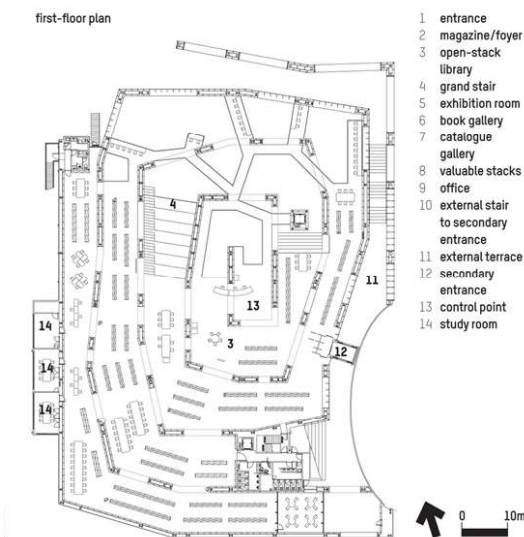 first-floor plan
1 entrance
2 magazine/foyer
3 open-stack
library
4 grand stair
5 exhibition room
6 book gallery
7 catalogue
gallery
8 valuable stacks
9 office
10 external stair
to secondary
entrance
11 external terrace
12 secondary
entrance
13 control point
14 study room
4
11
13
14
3
12
14
14
0 10m